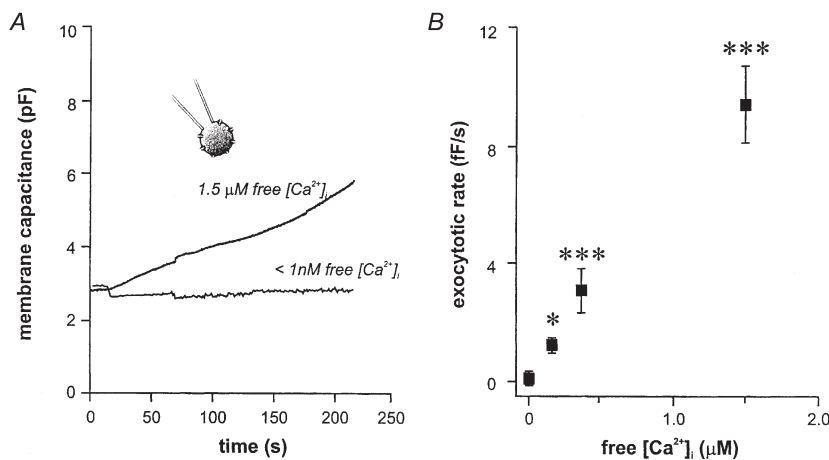 A
membrane capacitance (pF)
10
8
6
4
2
0
1.5 μM free [Ca²⁺]ᵢ
< 1nM free [Ca²⁺]ᵢ
0 50 100 150 200 250
time (s)
B
exocytotic rate (fF/s)
12
8
4
0
*
***
***
0 1.0 2.0
free [Ca²⁺]ᵢ (μM)